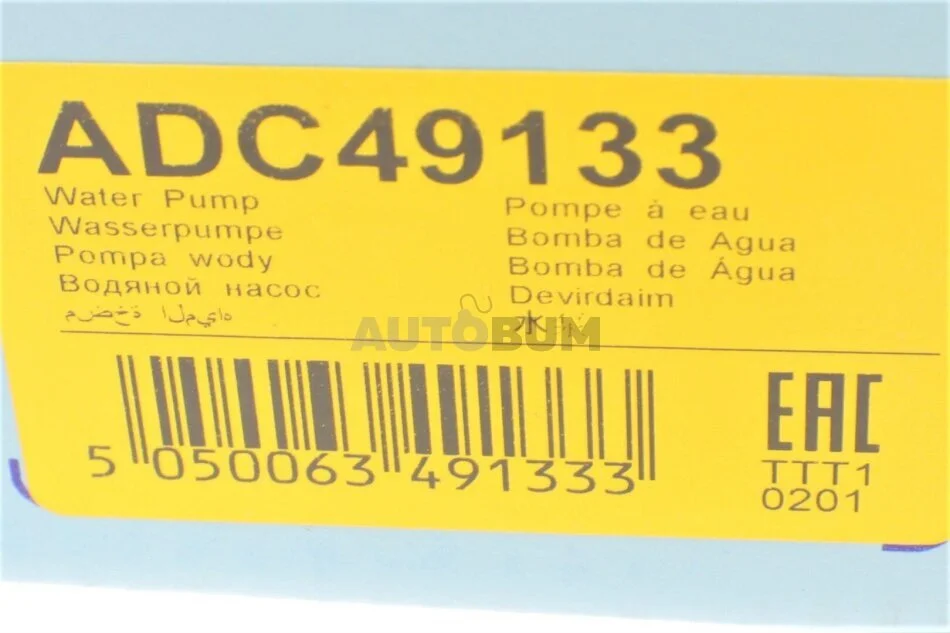 ADC49133
Water Pump
Wasserpumpe
Pompa wody
Водяной насос
مضخة المياه
Pompe à eau
Bomba de Agua
Bomba de Água
Devirdaim
AUTOBUM
5 050063 491333
EAC
TTT1
0201